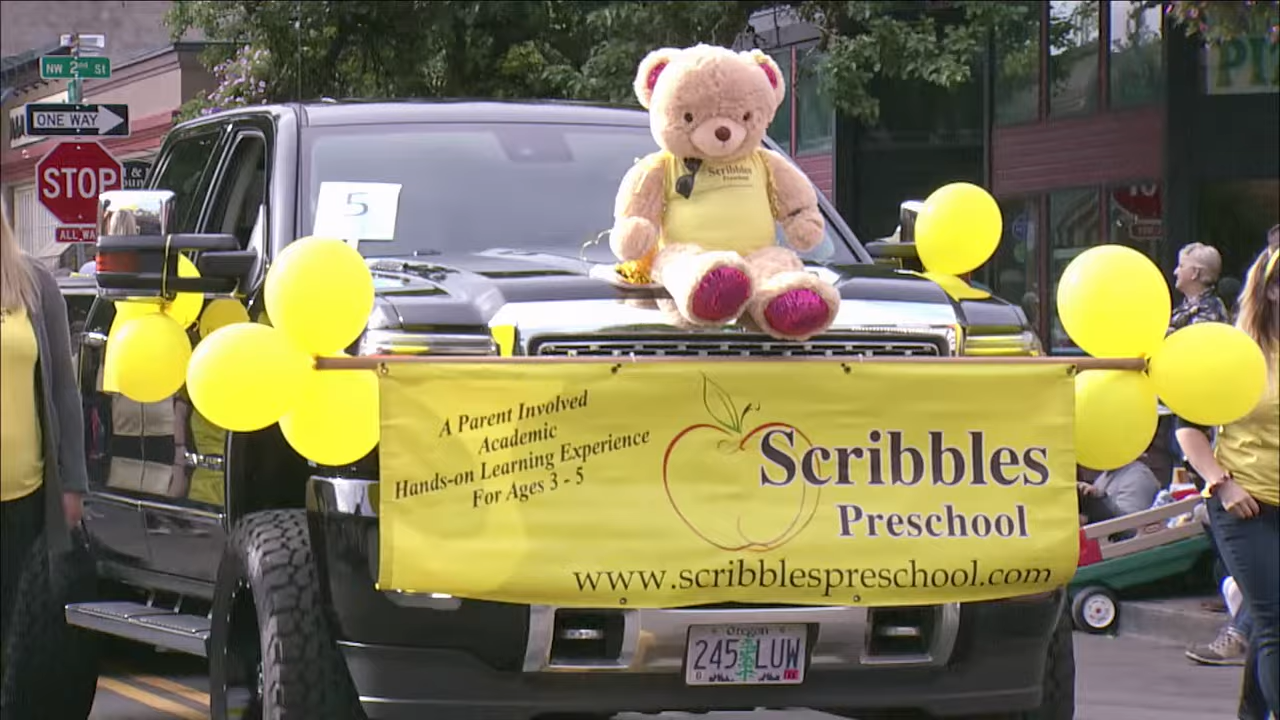 NW 2nd St
ONE WAY
STOP
ALL WAY
5
Scribbles
Preschool
A Parent Involved
Academic
Hands-on Learning Experience
For Ages 3 - 5
Scribbles
Preschool
www.scribblespreschool.com
Oregon
245 LUW